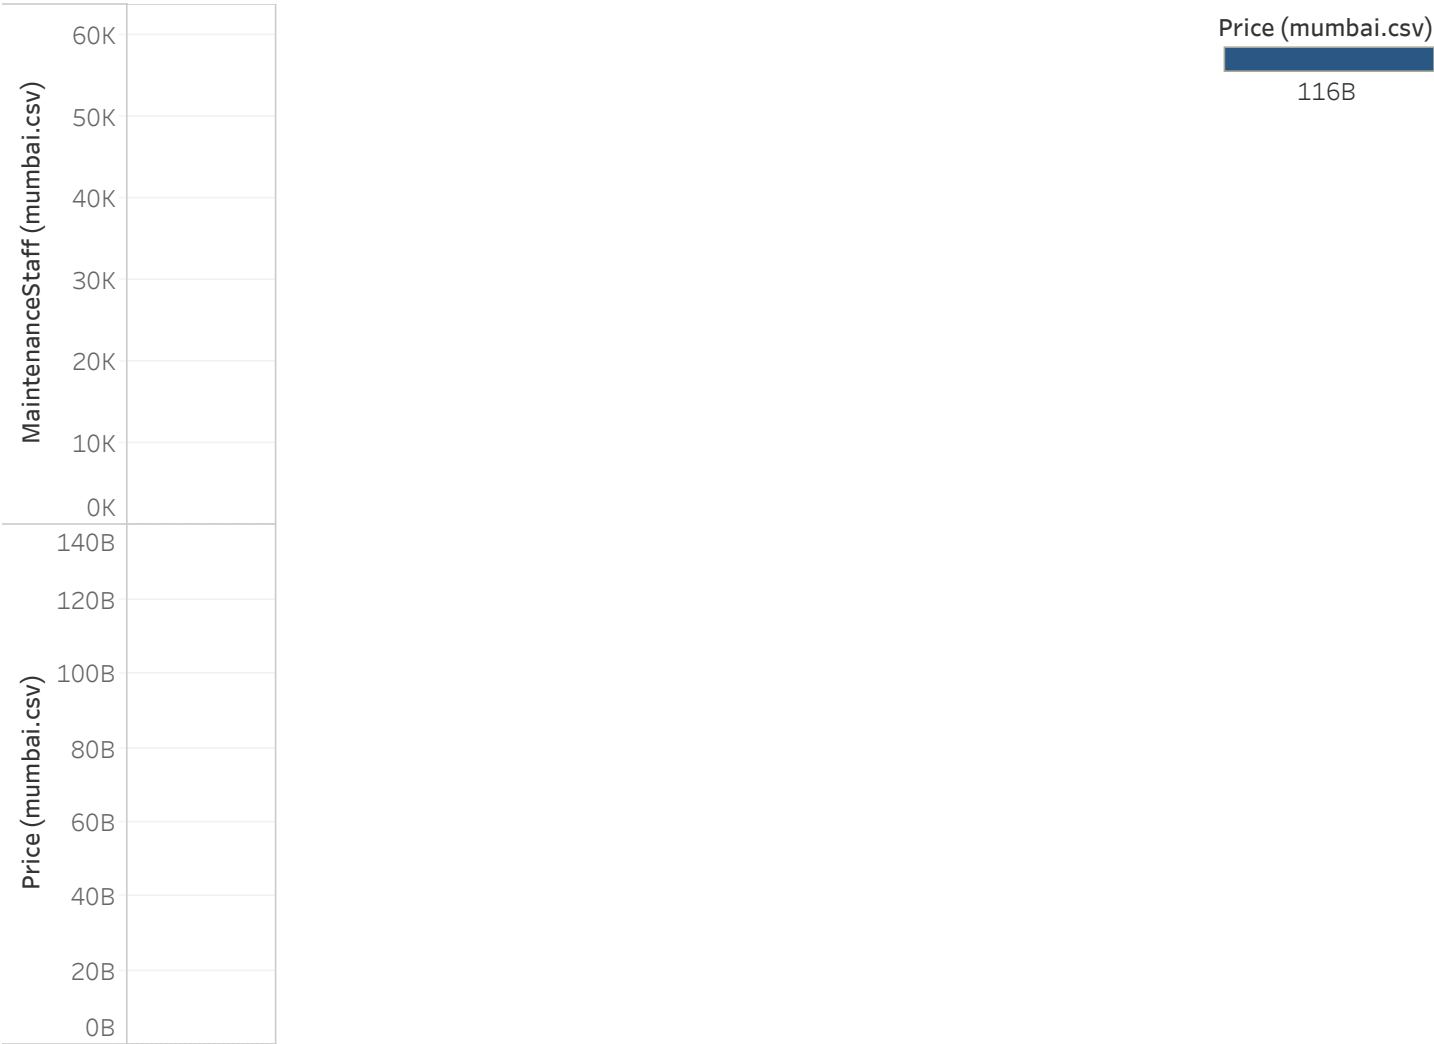 Price (mumbai.csv)
116B
MaintenanceStaff (mumbai.csv)
60K
50K
40K
30K
20K
10K
0K
Price (mumbai.csv)
140B
120B
100B
80B
60B
40B
20B
0B